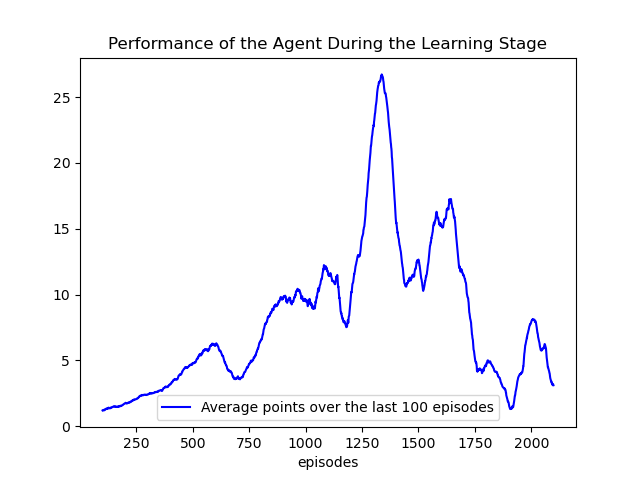 Performance of the Agent During the Learning Stage
25
20
15
10
5
0
Average points over the last 100 episodes
250 500 750 1000 1250 1500 1750 2000
episodes